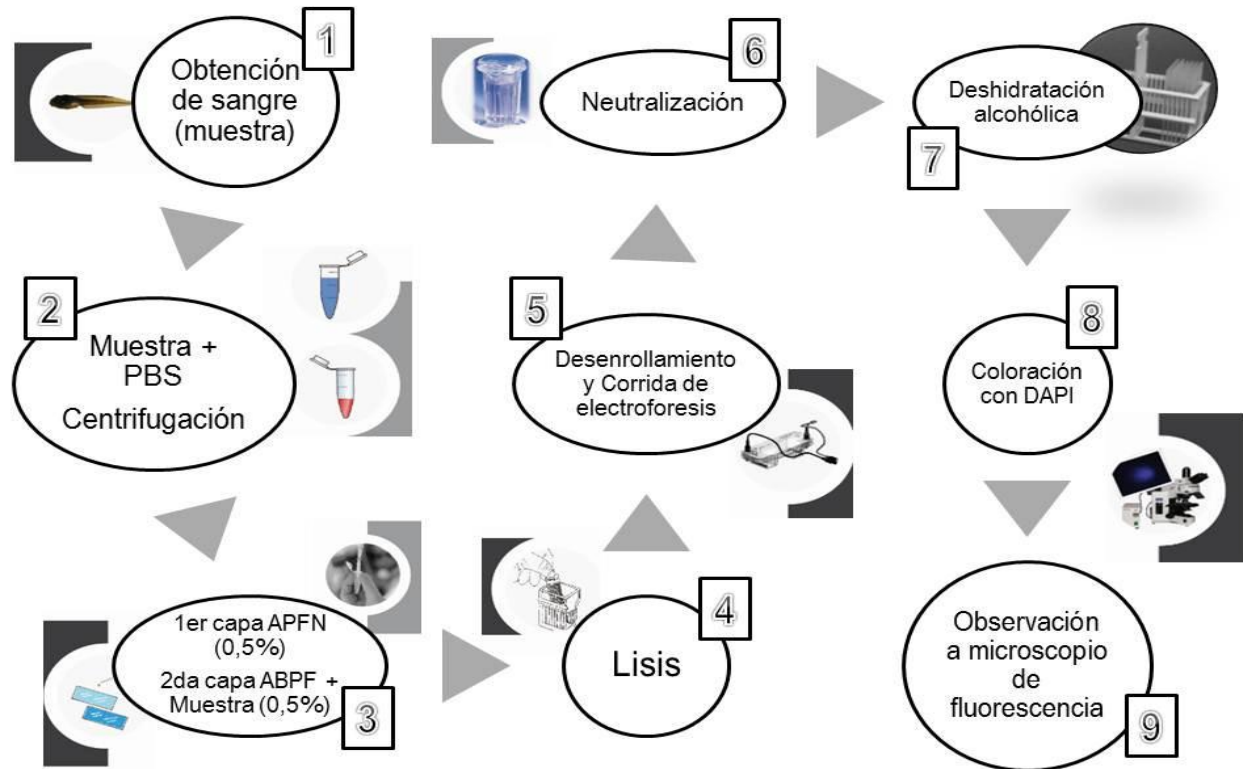 1
Obtención
de sangre
(muestra)
2
Muestra +
PBS
Centrifugación
1er capa APFN
(0,5%)
2da capa ABPF +
Muestra (0,5%)
3
4
Lisis
5
Desenrollamiento
y Corrida de
electroforesis
6
Neutralización
Deshidratación
alcohólica
7
8
Coloración
con DAPI
Observación
a microscopio
de
fluorescencia
9